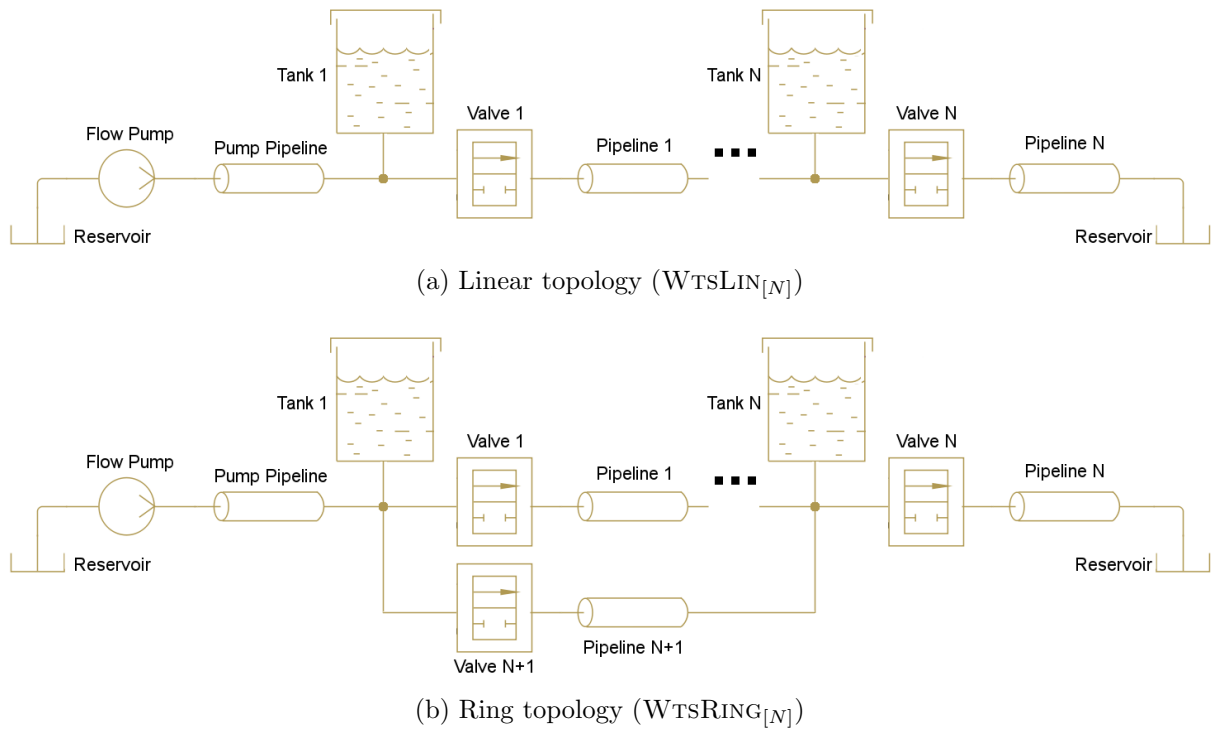 Tank 1
Tank N
Valve 1
Valve N
Flow Pump
Pump Pipeline
Pipeline 1
Pipeline N
Reservoir
Reservoir
(a) Linear topology (WTSLIN[N])
Tank 1
Tank N
Valve 1
Valve N
Flow Pump
Pump Pipeline
Pipeline 1
Pipeline N
Reservoir
Reservoir
Valve N+1
Pipeline N+1
(b) Ring topology (WTSRING[N])